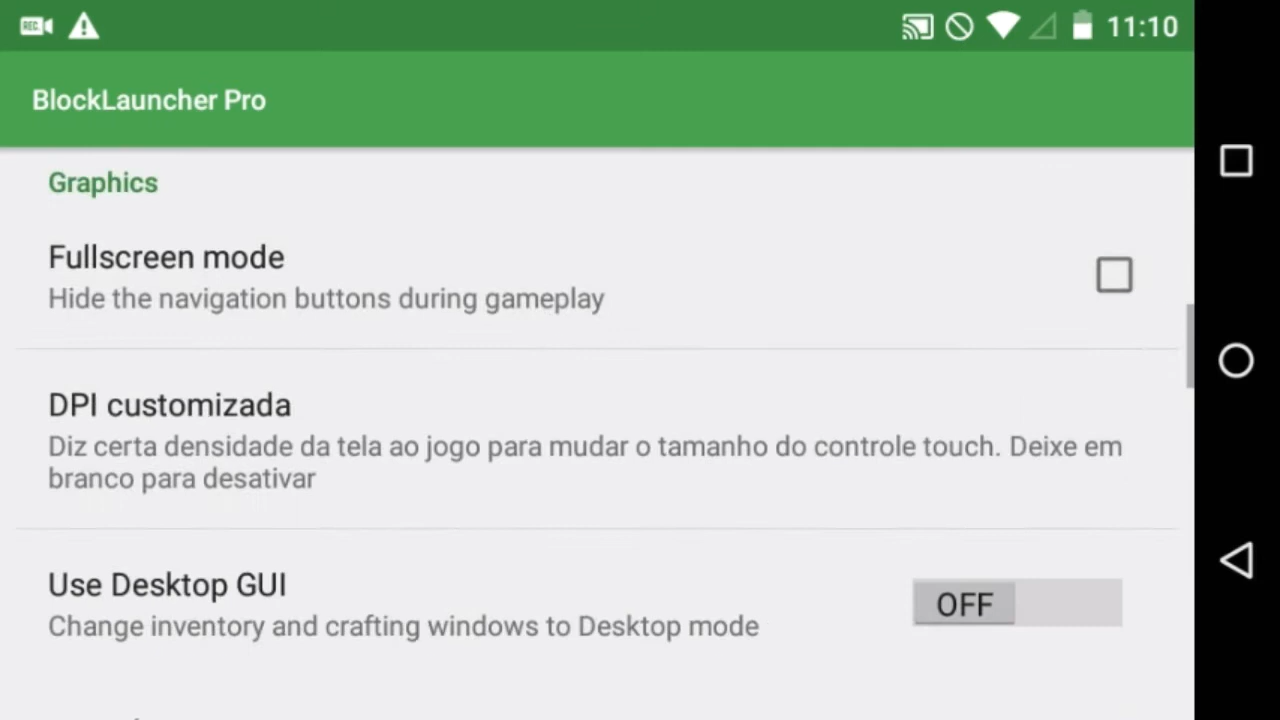 REC
11:10
BlockLauncher Pro
Graphics
Fullscreen mode
Hide the navigation buttons during gameplay
DPI customizada
Diz certa densidade da tela ao jogo para mudar o tamanho do controle touch. Deixe em
branco para desativar
Use Desktop GUI
OFF
Change inventory and crafting windows to Desktop mode